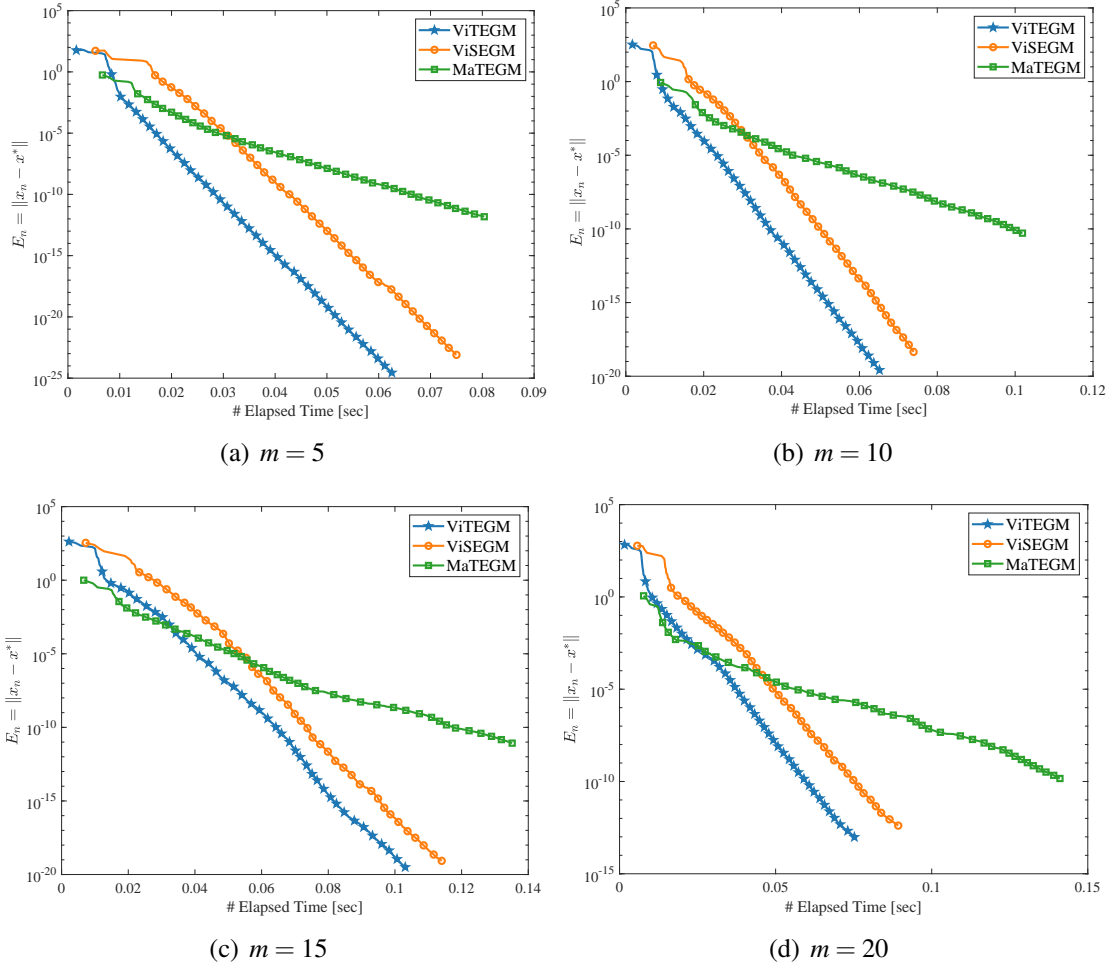 10^5
10^0
10^-5
10^-10
10^-15
10^-20
10^-25
E_n = ||x_n − x*||
0 0.01 0.02 0.03 0.04 0.05 0.06 0.07 0.08 0.09
# Elapsed Time [sec]
ViTEGM
ViSEGM
MaTEGM
(a) m = 5
10^5
10^0
10^-5
10^-10
10^-15
10^-20
E_n = ||x_n − x*||
0 0.02 0.04 0.06 0.08 0.1 0.12
# Elapsed Time [sec]
ViTEGM
ViSEGM
MaTEGM
(b) m = 10
10^5
10^0
10^-5
10^-10
10^-15
10^-20
E_n = ||x_n − x*||
0 0.02 0.04 0.06 0.08 0.1 0.12 0.14
# Elapsed Time [sec]
ViTEGM
ViSEGM
MaTEGM
(c) m = 15
10^5
10^0
10^-5
10^-10
10^-15
E_n = ||x_n − x*||
0 0.05 0.1 0.15
# Elapsed Time [sec]
ViTEGM
ViSEGM
MaTEGM
(d) m = 20